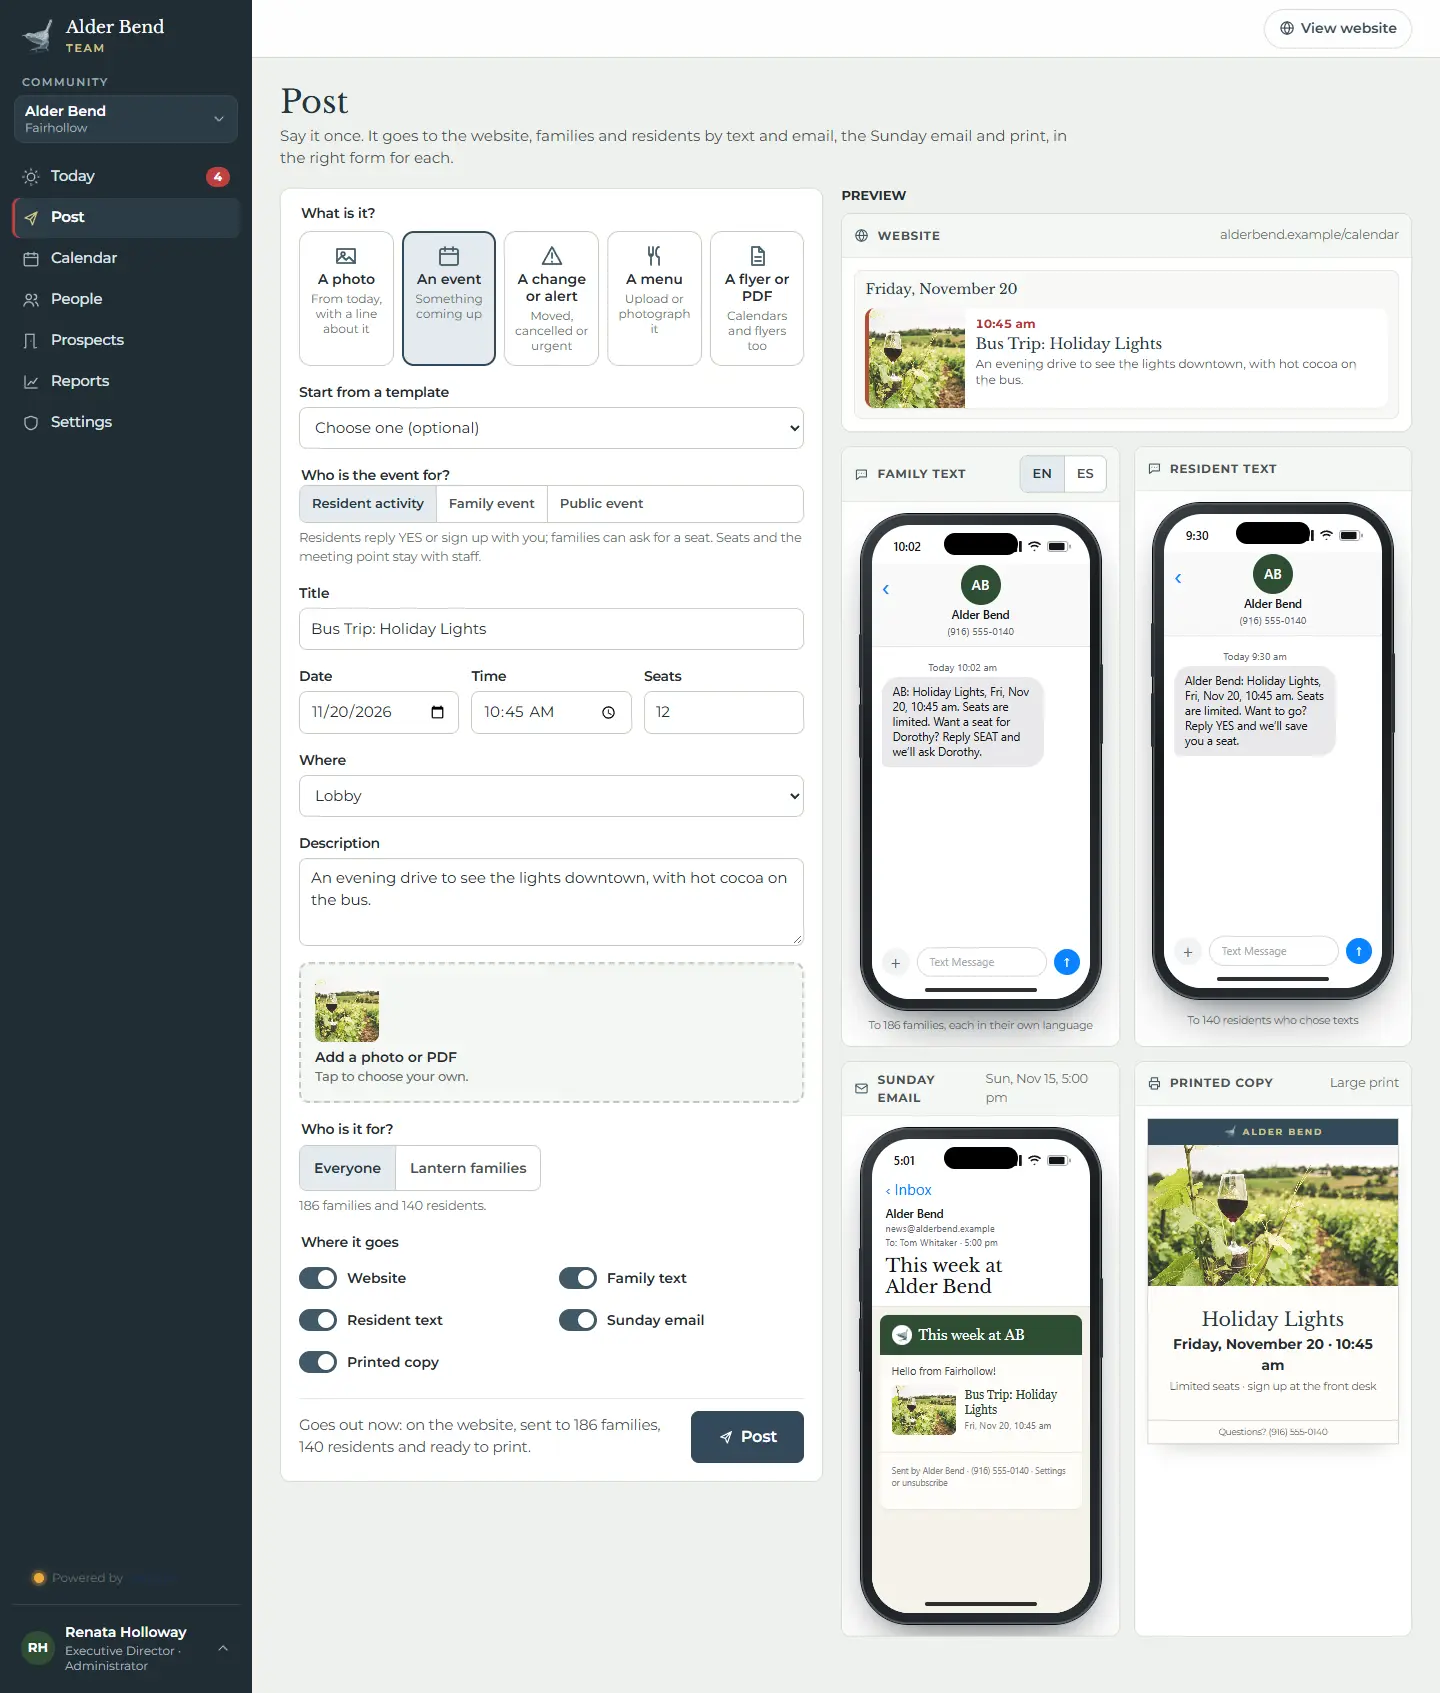 Alder Bend
TEAM
COMMUNITY
Alder Bend
Fairhollow
Today
4
Post
Calendar
People
Prospects
Reports
Settings
Powered by
RH
Renata Holloway
Executive Director ·
Administrator
View website
Post
Say it once. It goes to the website, families and residents by text and email, the Sunday email and print, in
the right form for each.
What is it?
A photo
From today,
with a line
about it
An event
Something
coming up
A change
or alert
Moved,
cancelled or
urgent
A menu
Upload or
photograph
it
A flyer or
PDF
Calendars
and flyers
too
Start from a template
Choose one (optional)
Who is the event for?
Resident activity
Family event
Public event
Residents reply YES or sign up with you; families can ask for a seat. Seats and the
meeting point stay with staff.
Title
Bus Trip: Holiday Lights
Date
Time
Seats
11/20/2026
10:45 AM
12
Where
Lobby
Description
An evening drive to see the lights downtown, with hot cocoa on
the bus.
Add a photo or PDF
Tap to choose your own.
Who is it for?
Everyone
Lantern families
186 families and 140 residents.
Where it goes
Website
Family text
Resident text
Sunday email
Printed copy
Goes out now: on the website, sent to 186 families,
140 residents and ready to print.
Post
PREVIEW
WEBSITE
alderbend.example/calendar
Friday, November 20
10:45 am
Bus Trip: Holiday Lights
An evening drive to see the lights downtown, with hot cocoa on
the bus.
FAMILY TEXT
EN
ES
10:02
AB
Alder Bend
(916) 555-0140
Today 10:02 am
AB: Holiday Lights, Fri, Nov
20, 10:45 am. Seats are
limited. Want a seat for
Dorothy? Reply SEAT and
we'll ask Dorothy.
Text Message
To 186 families, each in their own language
RESIDENT TEXT
9:30
AB
Alder Bend
(916) 555-0140
Today 9:30 am
Alder Bend: Holiday Lights,
Fri, Nov 20, 10:45 am. Seats
are limited. Want to go?
Reply YES and we'll save
you a seat.
Text Message
To 140 residents who chose texts
SUNDAY
EMAIL
Sun, Nov 15, 5:00
pm
5:01
‹ Inbox
Alder Bend
news@alderbend.example
To: Tom Whitaker · 5:00 pm
This week at
Alder Bend
This week at AB
Hello from Fairhollow!
Bus Trip: Holiday
Lights
Fri, Nov 20, 10:45 am
Sent by Alder Bend · (916) 555-0140 · Settings
or unsubscribe
PRINTED COPY
Large print
ALDER BEND
Holiday Lights
Friday, November 20 · 10:45
am
Limited seats · sign up at the front desk
Questions? (916) 555-0140